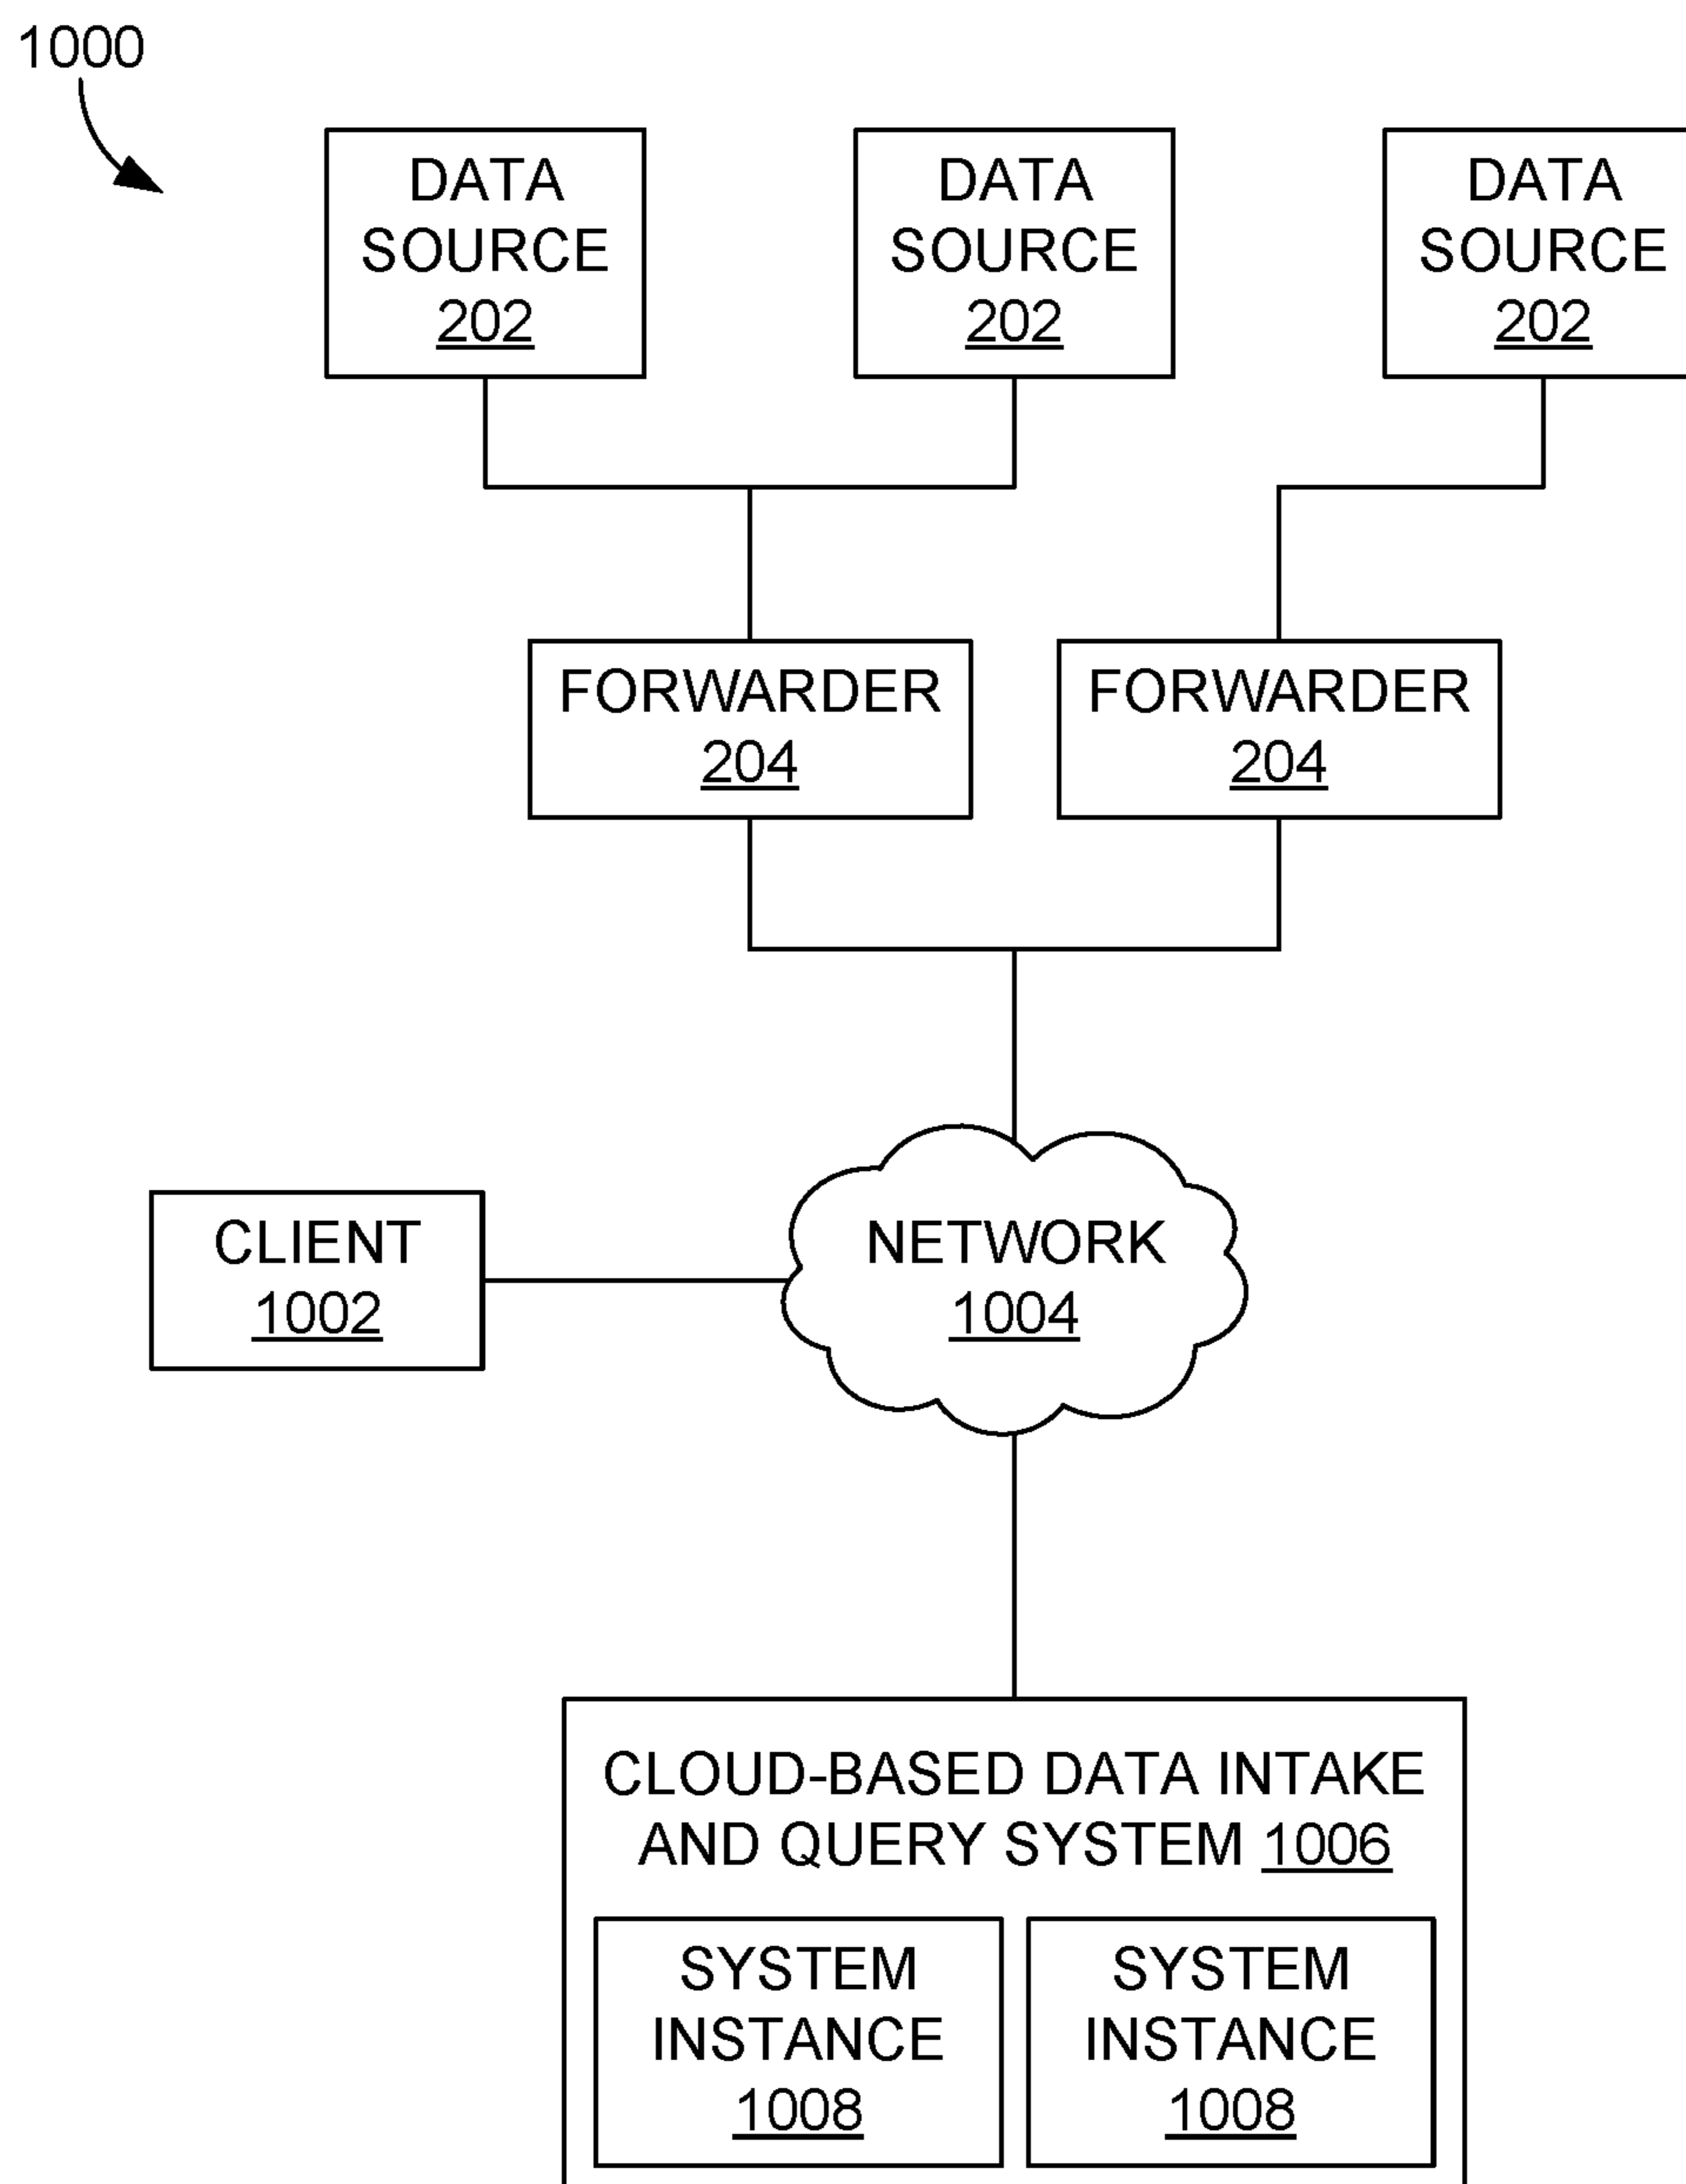 1000
DATA
SOURCE
202
DATA
SOURCE
202
DATA
SOURCE
202
FORWARDER
204
FORWARDER
204
CLIENT
1002
NETWORK
1004
CLOUD-BASED DATA INTAKE
AND QUERY SYSTEM 1006
SYSTEM
INSTANCE
1008
SYSTEM
INSTANCE
1008